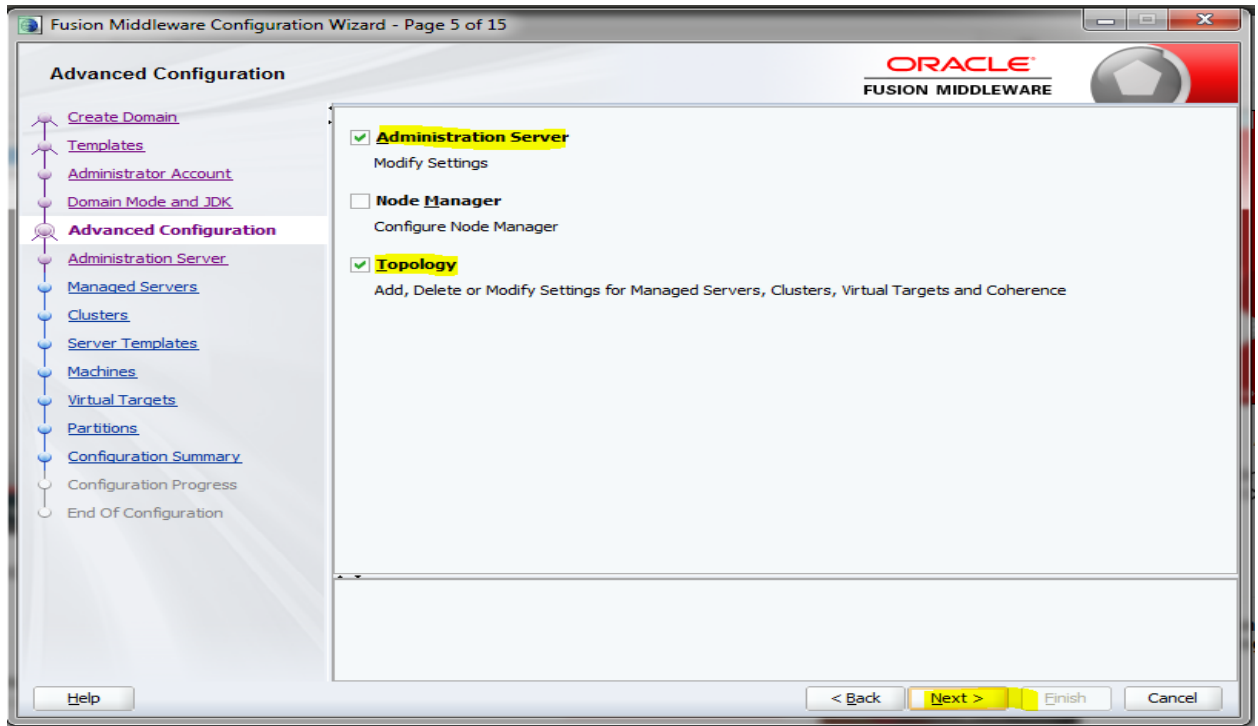 Fusion Middleware Configuration Wizard - Page 5 of 15
Advanced Configuration
ORACLE
FUSION MIDDLEWARE
Create Domain
Templates
Administrator Account
Domain Mode and JDK
Advanced Configuration
Administration Server
Managed Servers
Clusters
Server Templates
Machines
Virtual Targets
Partitions
Configuration Summary
Configuration Progress
End Of Configuration
Administration Server
Modify Settings
Node Manager
Configure Node Manager
Topology
Add, Delete or Modify Settings for Managed Servers, Clusters, Virtual Targets and Coherence
Help
< Back
Next >
Finish
Cancel